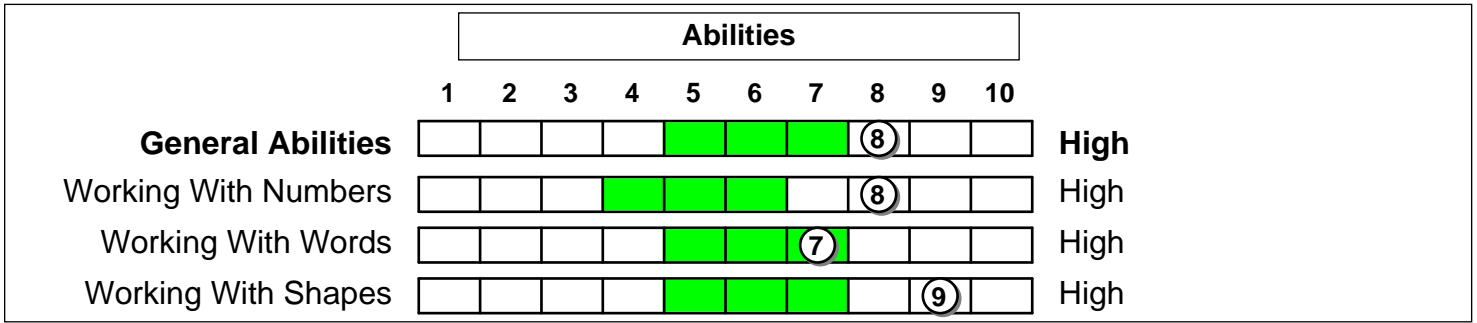 Abilities
1 2 3 4 5 6 7 8 9 10
General Abilities 8 High
Working With Numbers 8 High
Working With Words 7 High
Working With Shapes 9 High